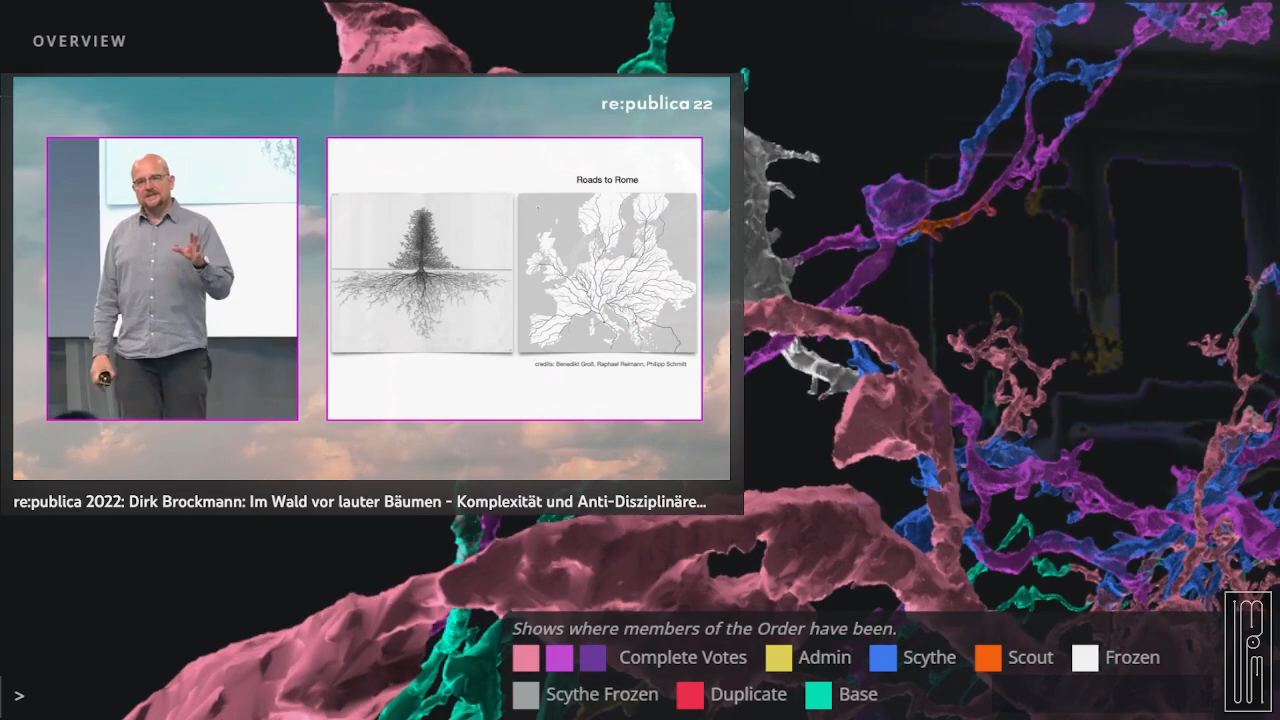 OVERVIEW
re:publica 22
Roads to Rome
credits: Benedikt Groß, Raphael Reimann, Philipp Schmitt
re:publica 2022: Dirk Brockmann: Im Wald vor lauter Bäumen - Komplexität und Anti-Disziplinäre...
Shows where members of the Order have been.
Complete Votes Admin Scythe Scout Frozen
Scythe Frozen Duplicate Base
>